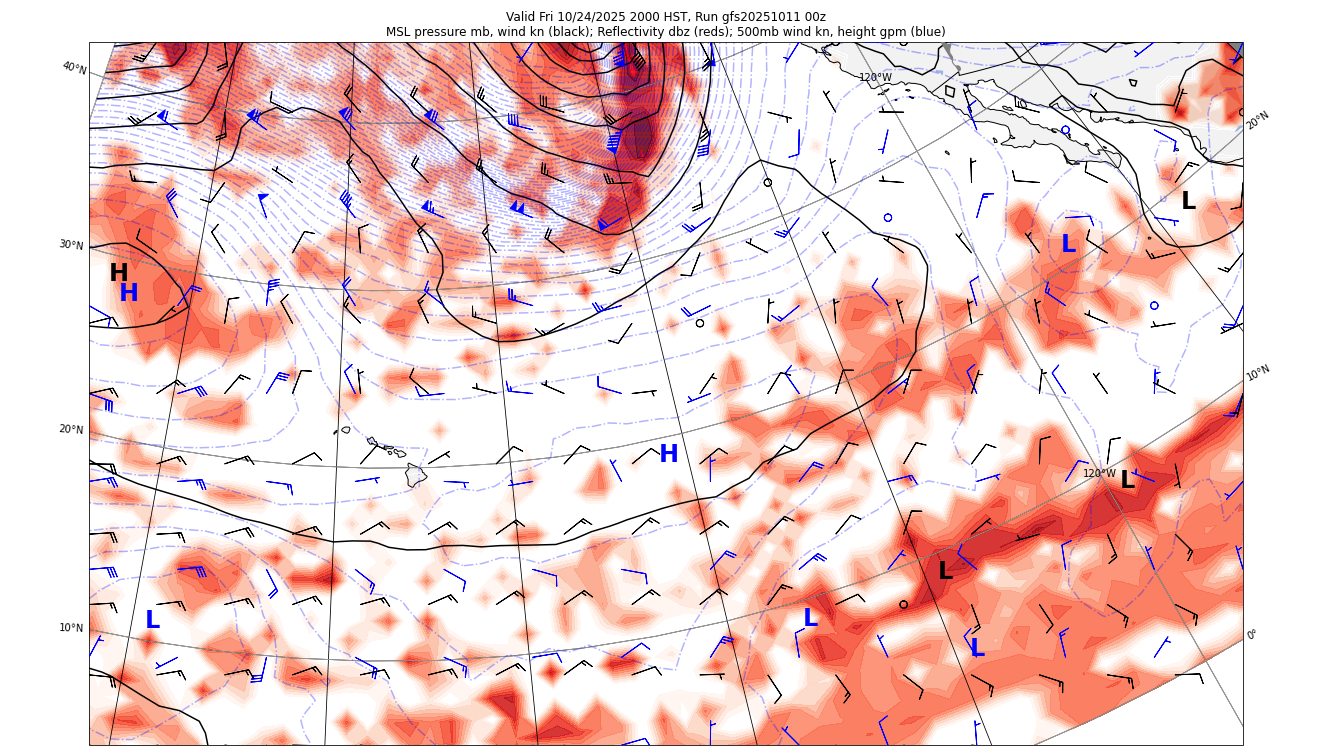 Valid Fri 10/24/2025 2000 HST, Run gfs20251011 00z
MSL pressure mb, wind kn (black); Reflectivity dbz (reds); 500mb wind kn, height gpm (blue)
40°N
120°W
20°N
L
30°N
L
H
H
10°N
20°N
H
120°W
L
L
L
L
10°N
0°
L